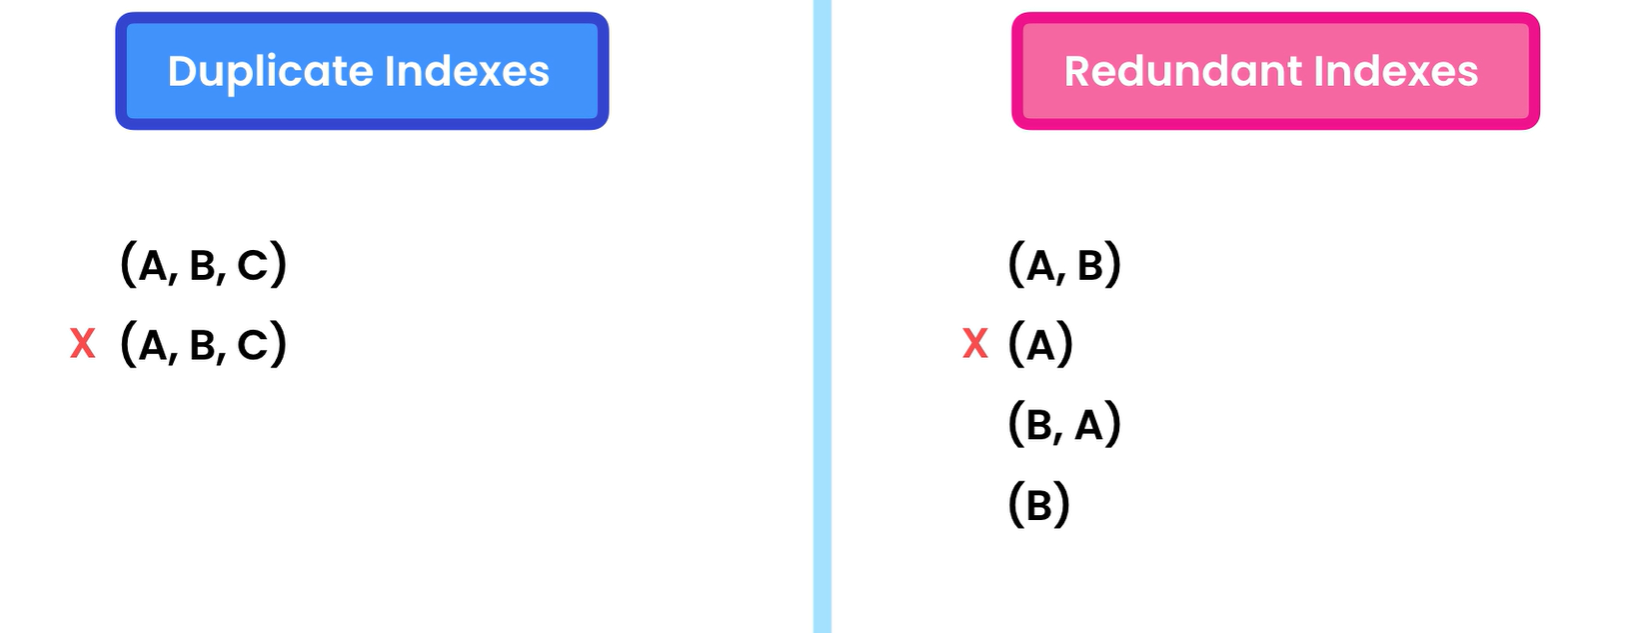 Duplicate Indexes
(A, B, C)
X (A, B, C)
Redundant Indexes
(A, B)
X (A)
(B, A)
(B)